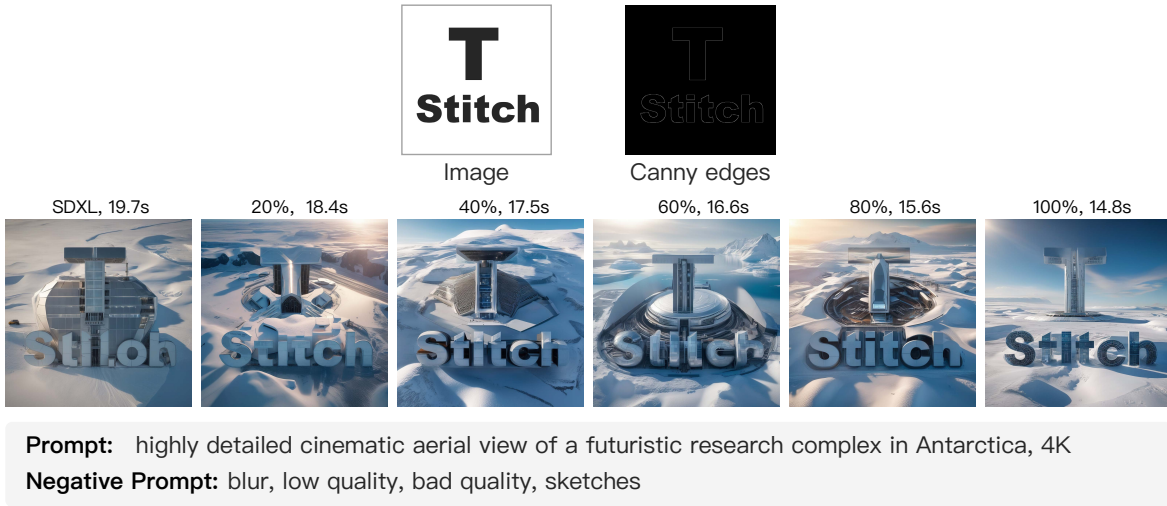 T
Stitch
T
Stitch
Image
Canny edges
SDXL, 19.7s
20%, 18.4s
40%, 17.5s
60%, 16.6s
80%, 15.6s
100%, 14.8s
T
Stiloh
T
Stitch
T
Stitch
T
Stitch
T
Stitch
T
Stitch
Prompt: highly detailed cinematic aerial view of a futuristic research complex in Antarctica, 4K
Negative Prompt: blur, low quality, bad quality, sketches